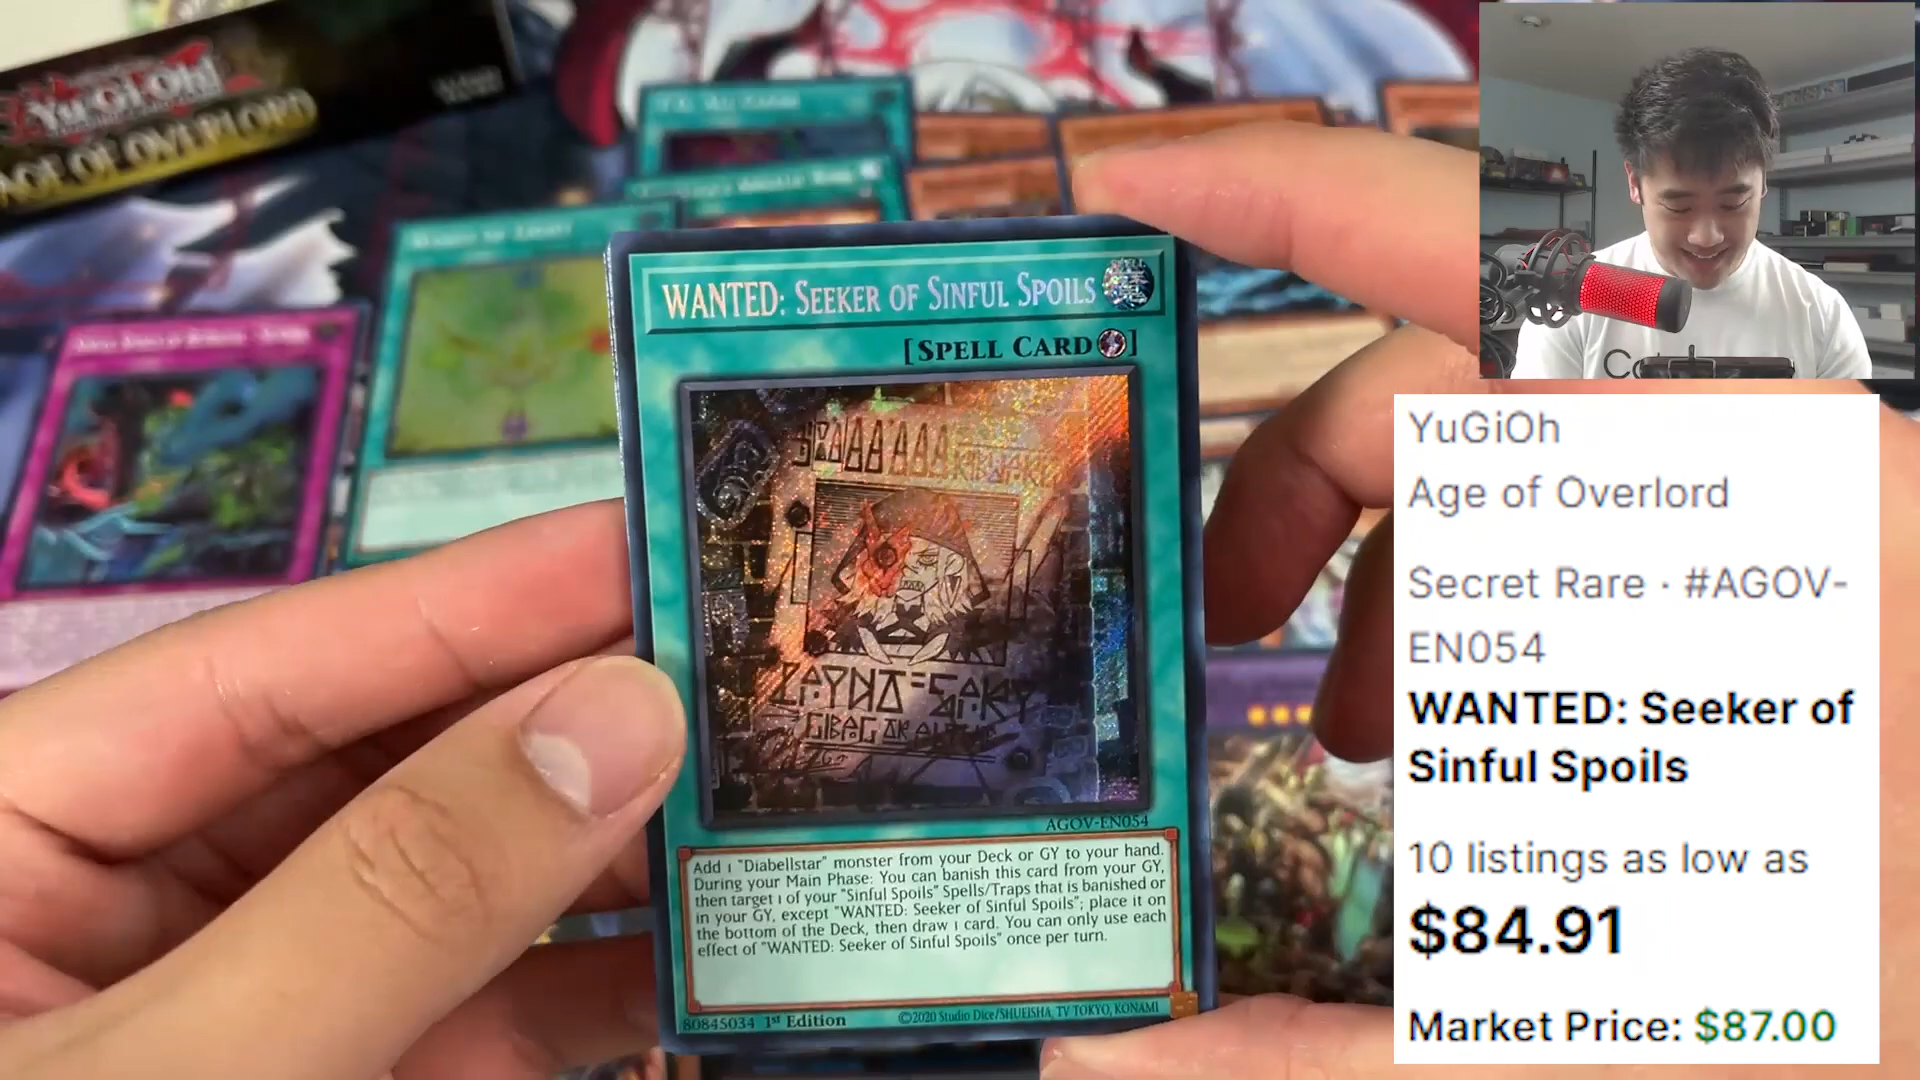 Yu-Gi-Oh!
AGE OF OVERLORD
WANTED: SEEKER OF SINFUL SPOILS
[SPELL CARD]
AGOV-EN054
Add 1 "Diabellstar" monster from your Deck or GY to your hand.
During your Main Phase: You can banish this card from your GY,
then target 1 of your "Sinful Spoils" Spells/Traps that is banished or
in your GY, except "WANTED: Seeker of Sinful Spoils"; place it on
the bottom of the Deck, then draw 1 card. You can only use each
effect of "WANTED: Seeker of Sinful Spoils" once per turn.
80845034 1st Edition
©2020 Studio Dice/SHUEISHA, TV TOKYO, KONAMI
YuGiOh
Age of Overlord
Secret Rare · #AGOV-
EN054
WANTED: Seeker of
Sinful Spoils
10 listings as low as
$84.91
Market Price: $87.00